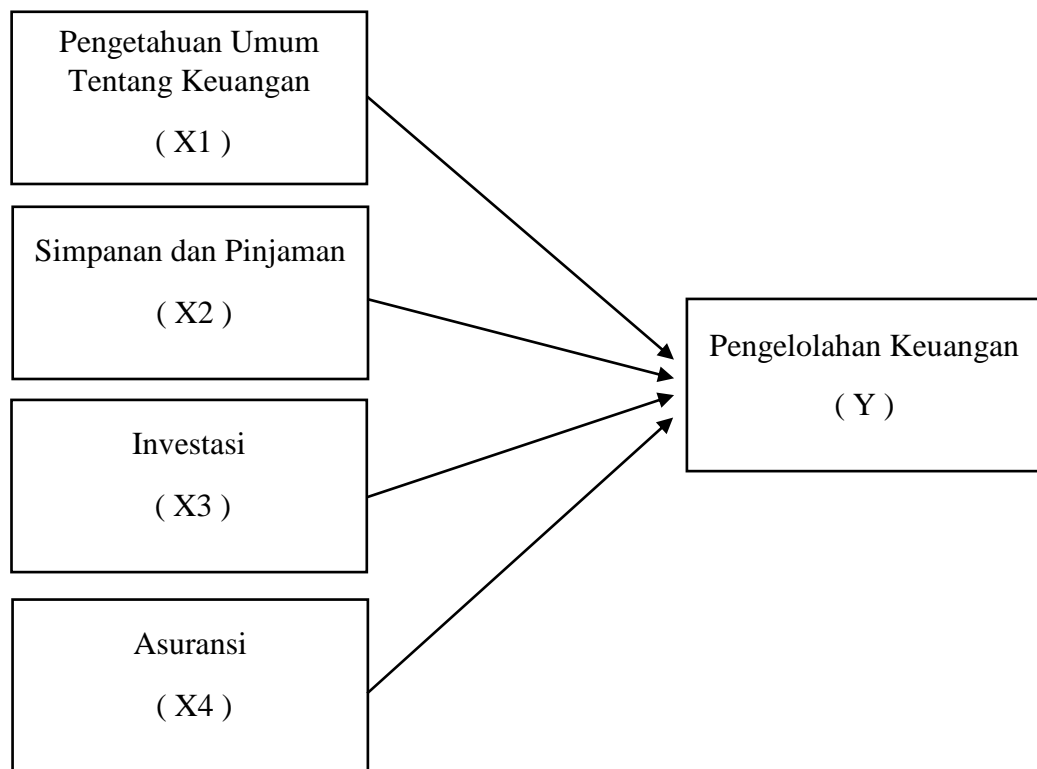 Pengetahuan Umum
Tentang Keuangan
( X1 )
Simpanan dan Pinjaman
( X2 )
Investasi
( X3 )
Asuransi
( X4 )
Pengelolahan Keuangan
( Y )